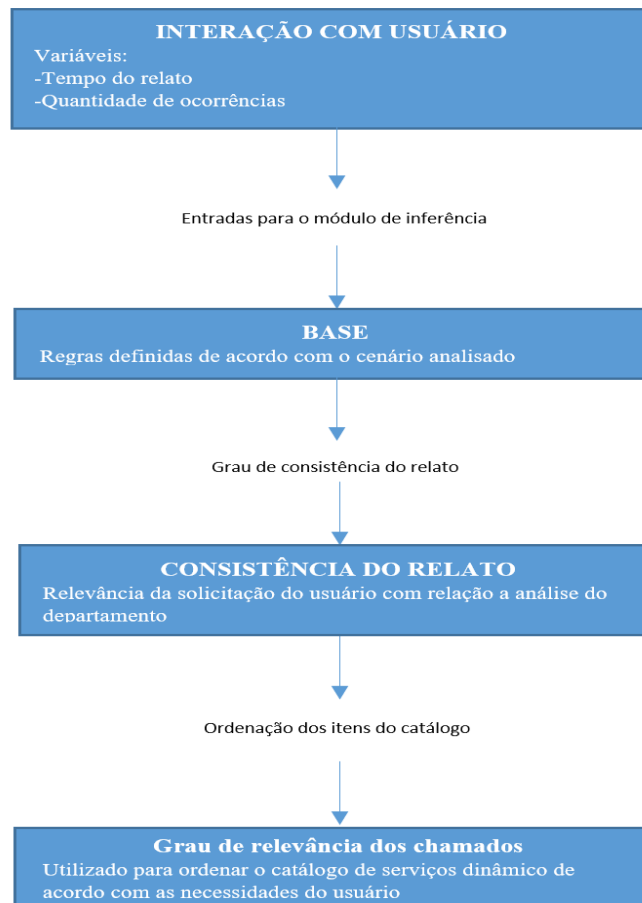 INTERAÇÃO COM USUÁRIO
Variáveis:
-Tempo do relato
-Quantidade de ocorrências
Entradas para o módulo de inferência
BASE
Regras definidas de acordo com o cenário analisado
Grau de consistência do relato
CONSISTÊNCIA DO RELATO
Relevância da solicitação do usuário com relação a análise do
departamento
Ordenação dos itens do catálogo
Grau de relevância dos chamados
Utilizado para ordenar o catálogo de serviços dinâmico de
acordo com as necessidades do usuário